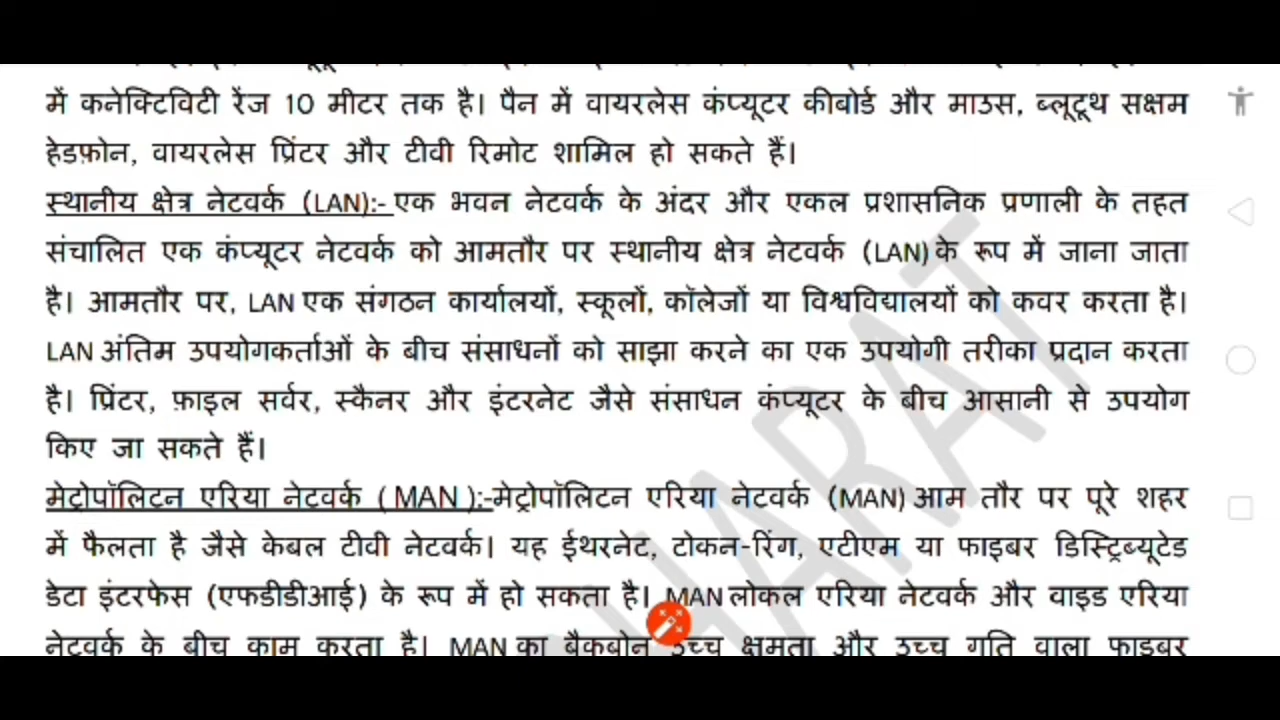 में कनेक्टिविटी रेंज 10 मीटर तक है। पैन में वायरलेस कंप्यूटर कीबोर्ड और माउस, ब्लूटूथ सक्षम
हेडफ़ोन, वायरलेस प्रिंटर और टीवी रिमोट शामिल हो सकते हैं।
स्थानीय क्षेत्र नेटवर्क (LAN):- एक भवन नेटवर्क के अंदर और एकल प्रशासनिक प्रणाली के तहत
संचालित एक कंप्यूटर नेटवर्क को आमतौर पर स्थानीय क्षेत्र नेटवर्क (LAN) के रूप में जाना जाता
है। आमतौर पर, LAN एक संगठन कार्यालयों, स्कूलों, कॉलेजों या विश्वविद्यालयों को कवर करता है।
LAN अंतिम उपयोगकर्ताओं के बीच संसाधनों को साझा करने का एक उपयोगी तरीका प्रदान करता
है। प्रिंटर, फ़ाइल सर्वर, स्कैनर और इंटरनेट जैसे संसाधन कंप्यूटर के बीच आसानी से उपयोग
किए जा सकते हैं।
मेट्रोपॉलिटन एरिया नेटवर्क ( MAN ):-मेट्रोपॉलिटन एरिया नेटवर्क (MAN) आम तौर पर पूरे शहर
में फैलता है जैसे केबल टीवी नेटवर्क। यह ईथरनेट, टोकन-रिंग, एटीएम या फाइबर डिस्ट्रिब्यूटेड
डेटा इंटरफेस (एफडीडीआई) के रूप में हो सकता है। MAN लोकल एरिया नेटवर्क और वाइड एरिया
नेटवर्क के बीच काम करता है। MAN का बैकबोन उच्च क्षमता और उच्च गति वाला फाइबर